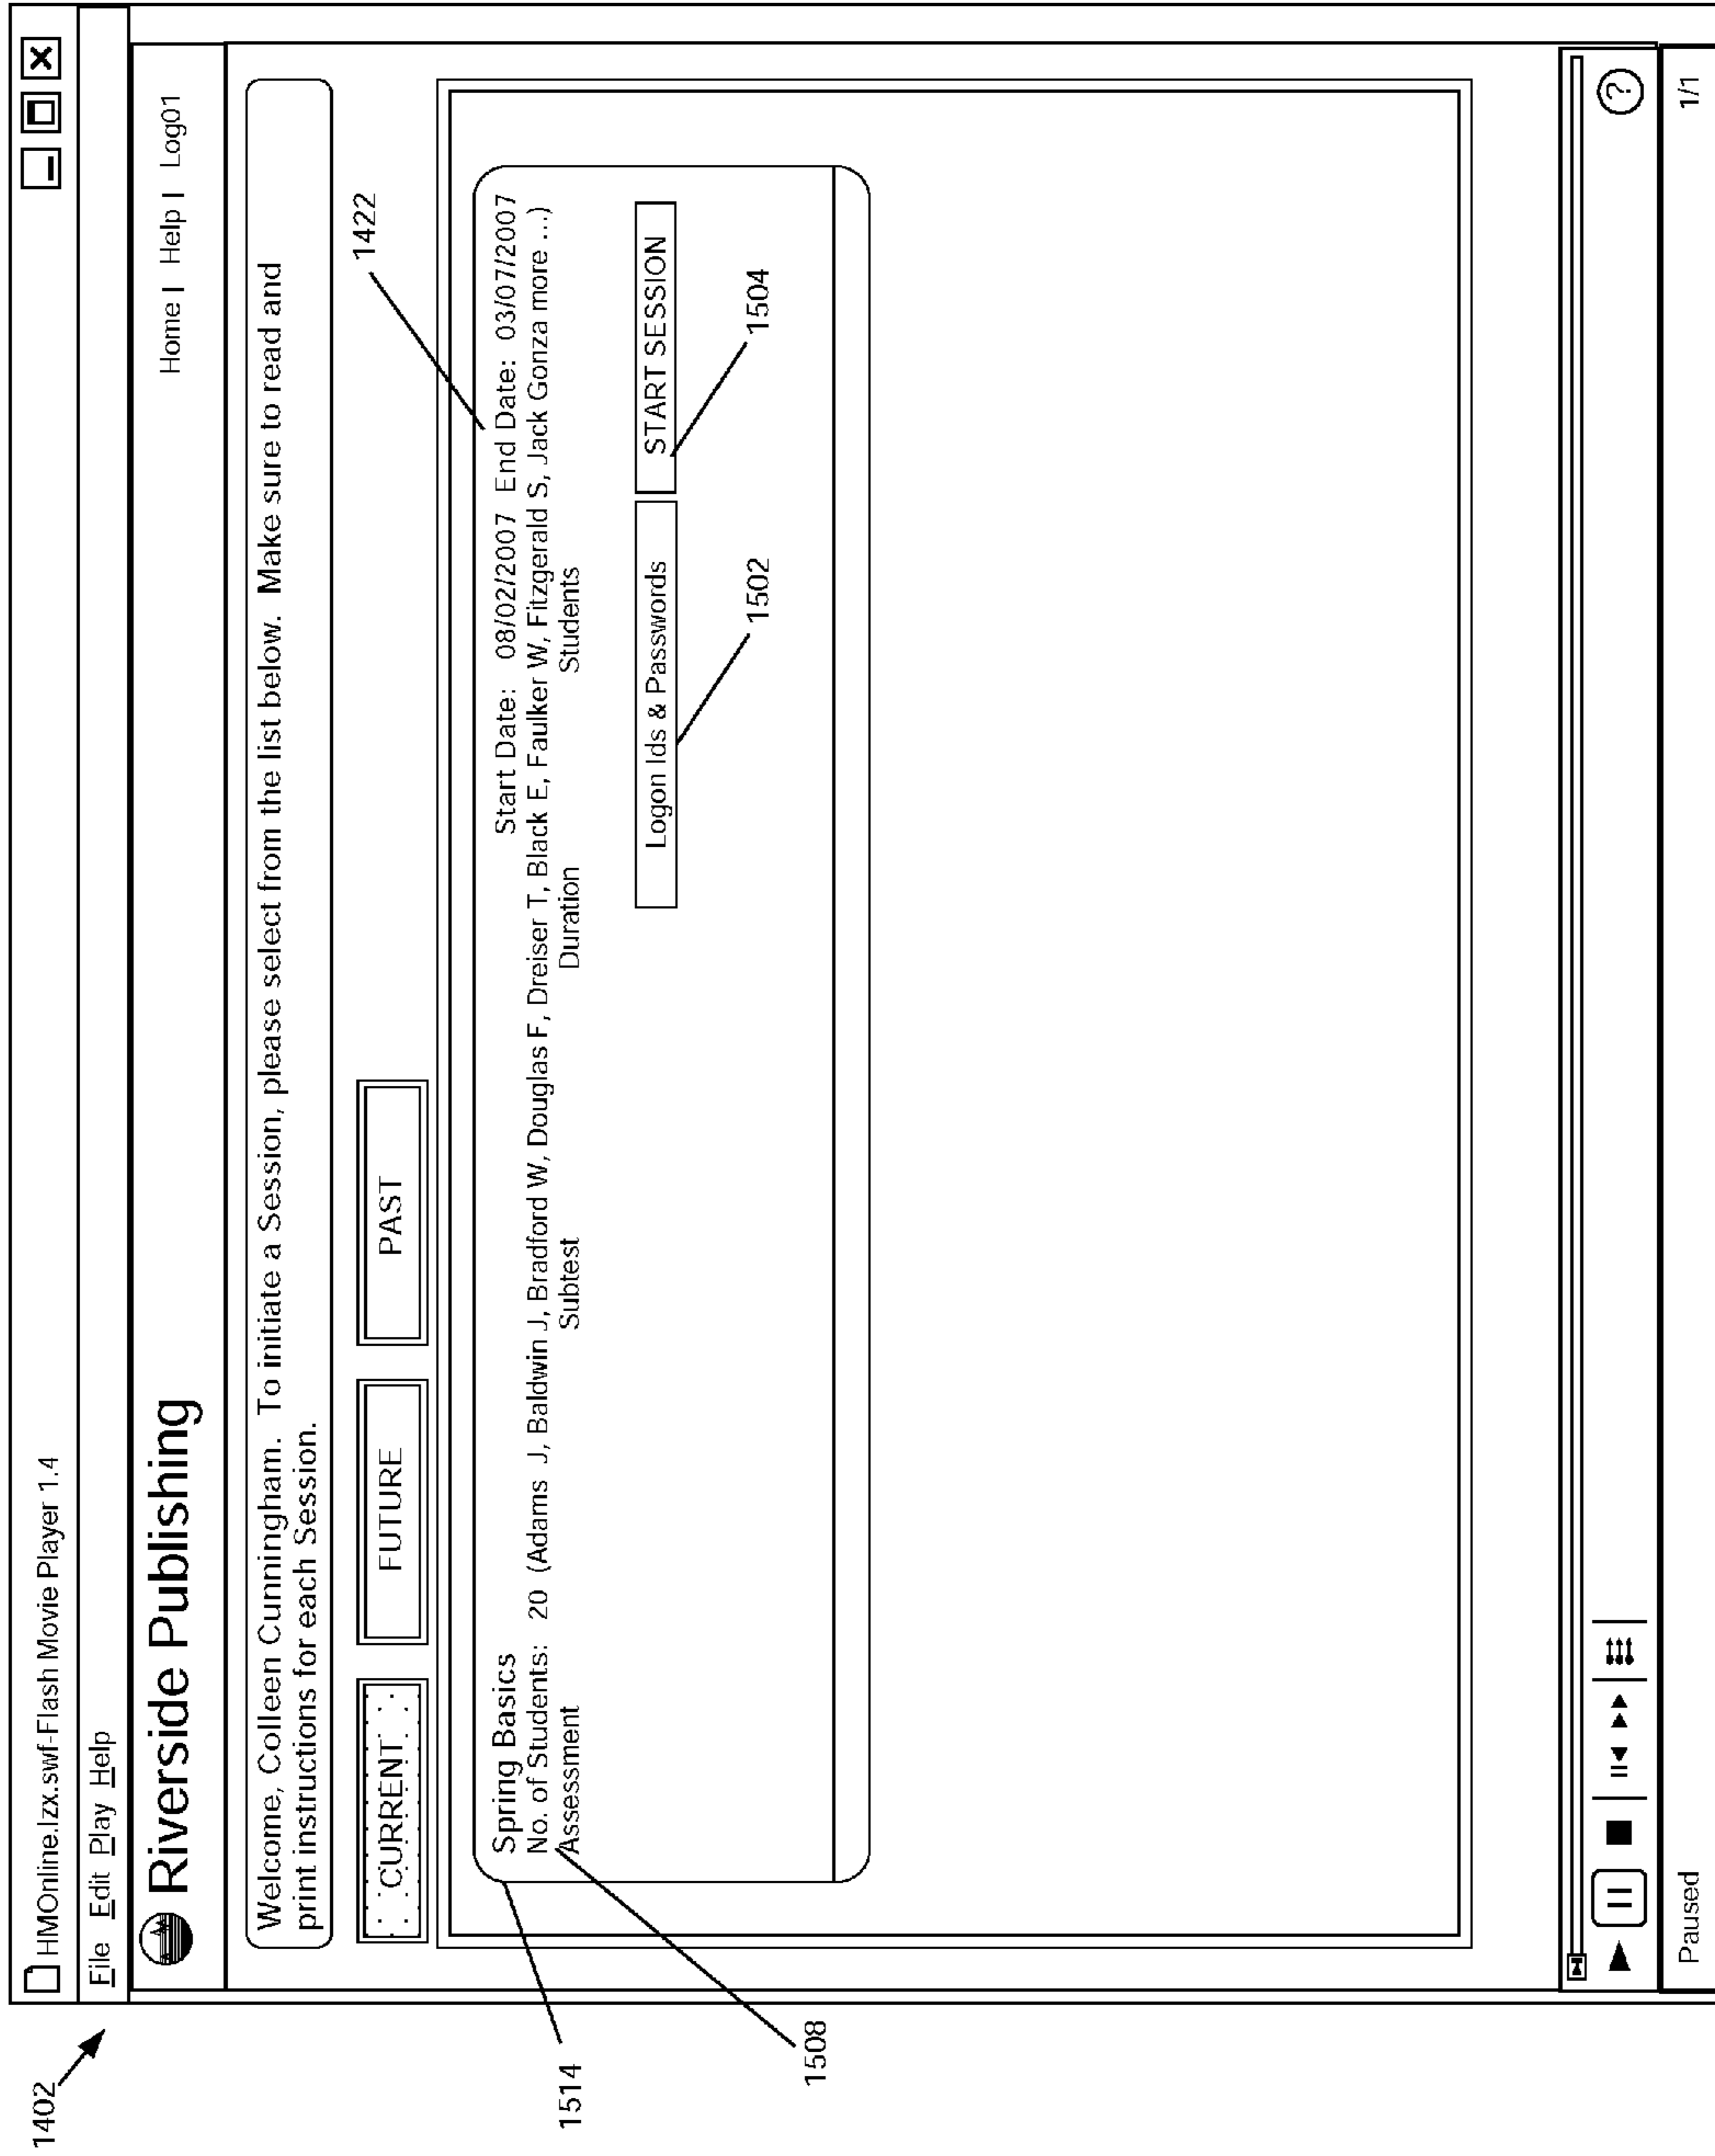 1402
HMOnline.lzx.swf-Flash Movie Player 1.4
File Edit Play Help
Riverside Publishing
Home | Help | Log01
Welcome, Colleen Cunningham. To initiate a Session, please select from the list below. Make sure to read and
print instructions for each Session.
CURRENT
FUTURE
PAST
1422
Spring Basics
Start Date: 08/02/2007 End Date: 03/07/2007
No. of Students: 20 (Adams J, Baldwin J, Bradford W, Douglas F, Dreiser T, Black E, Faulker W, Fitzgerald S, Jack Gonza more ...)
Assessment Subtest Duration Students
Logon Ids & Passwords
START SESSION
1514
1502
1504
1508
?
Paused
1/1